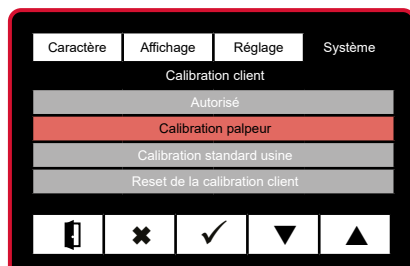 Caractère Affichage Réglage Système
Calibration client
Autorisé
Calibration palpeur
Calibration standard usine
Reset de la calibration client